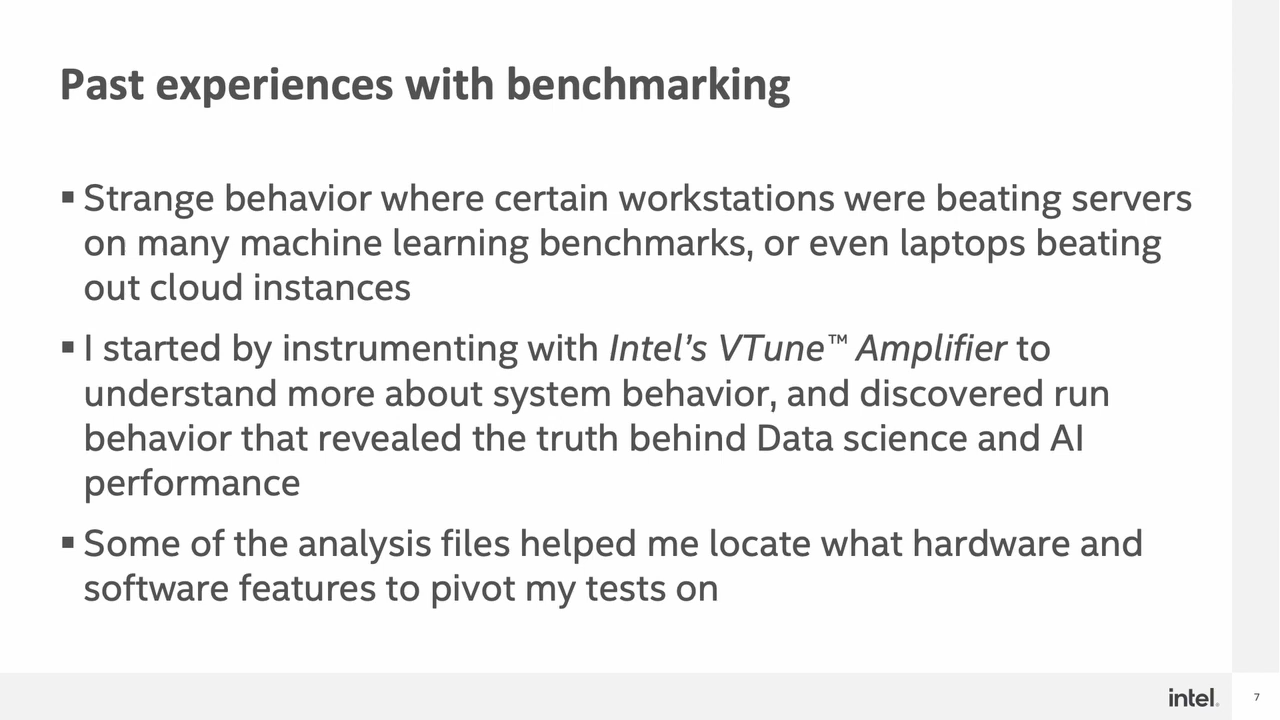 Past experiences with benchmarking
▪ Strange behavior where certain workstations were beating servers
on many machine learning benchmarks, or even laptops beating
out cloud instances
▪ I started by instrumenting with Intel’s VTune™ Amplifier to
understand more about system behavior, and discovered run
behavior that revealed the truth behind Data science and AI
performance
▪ Some of the analysis files helped me locate what hardware and
software features to pivot my tests on
intel.
7